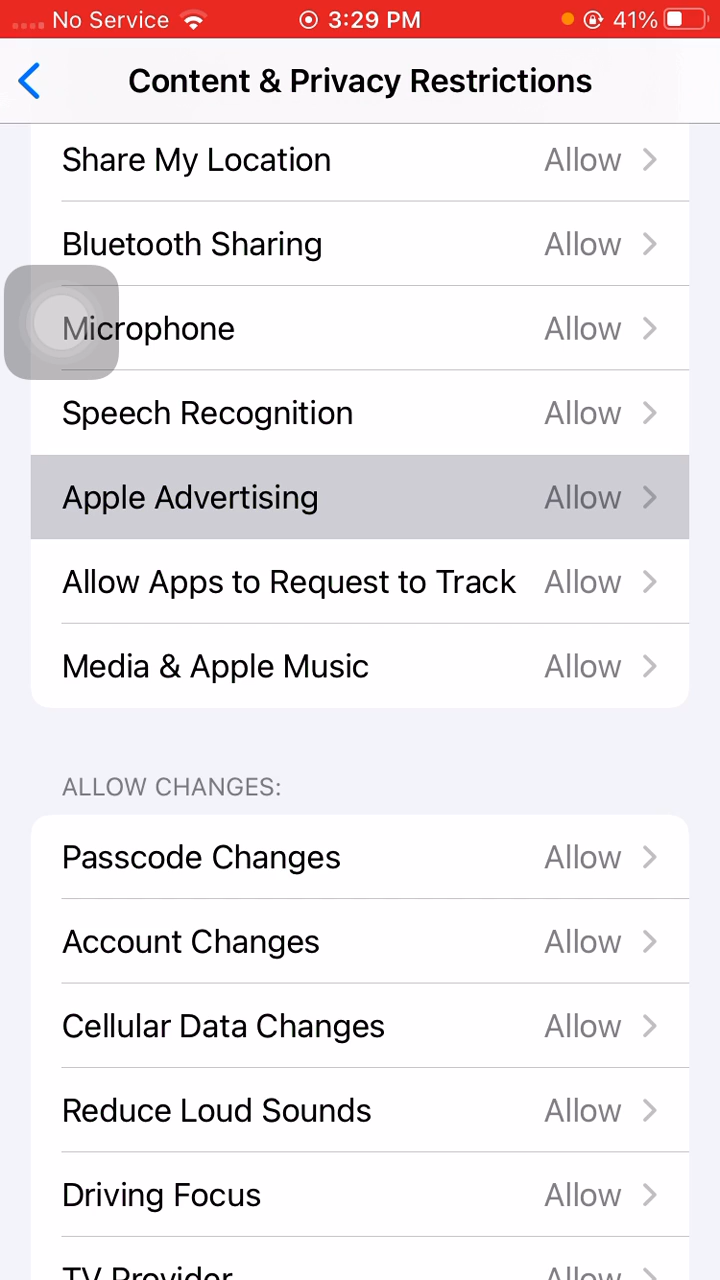 No Service 3:29 PM 41%
Content & Privacy Restrictions
Share My Location Allow
Bluetooth Sharing Allow
Microphone Allow
Speech Recognition Allow
Apple Advertising Allow
Allow Apps to Request to Track Allow
Media & Apple Music Allow
ALLOW CHANGES:
Passcode Changes Allow
Account Changes Allow
Cellular Data Changes Allow
Reduce Loud Sounds Allow
Driving Focus Allow
TV Provider Allow